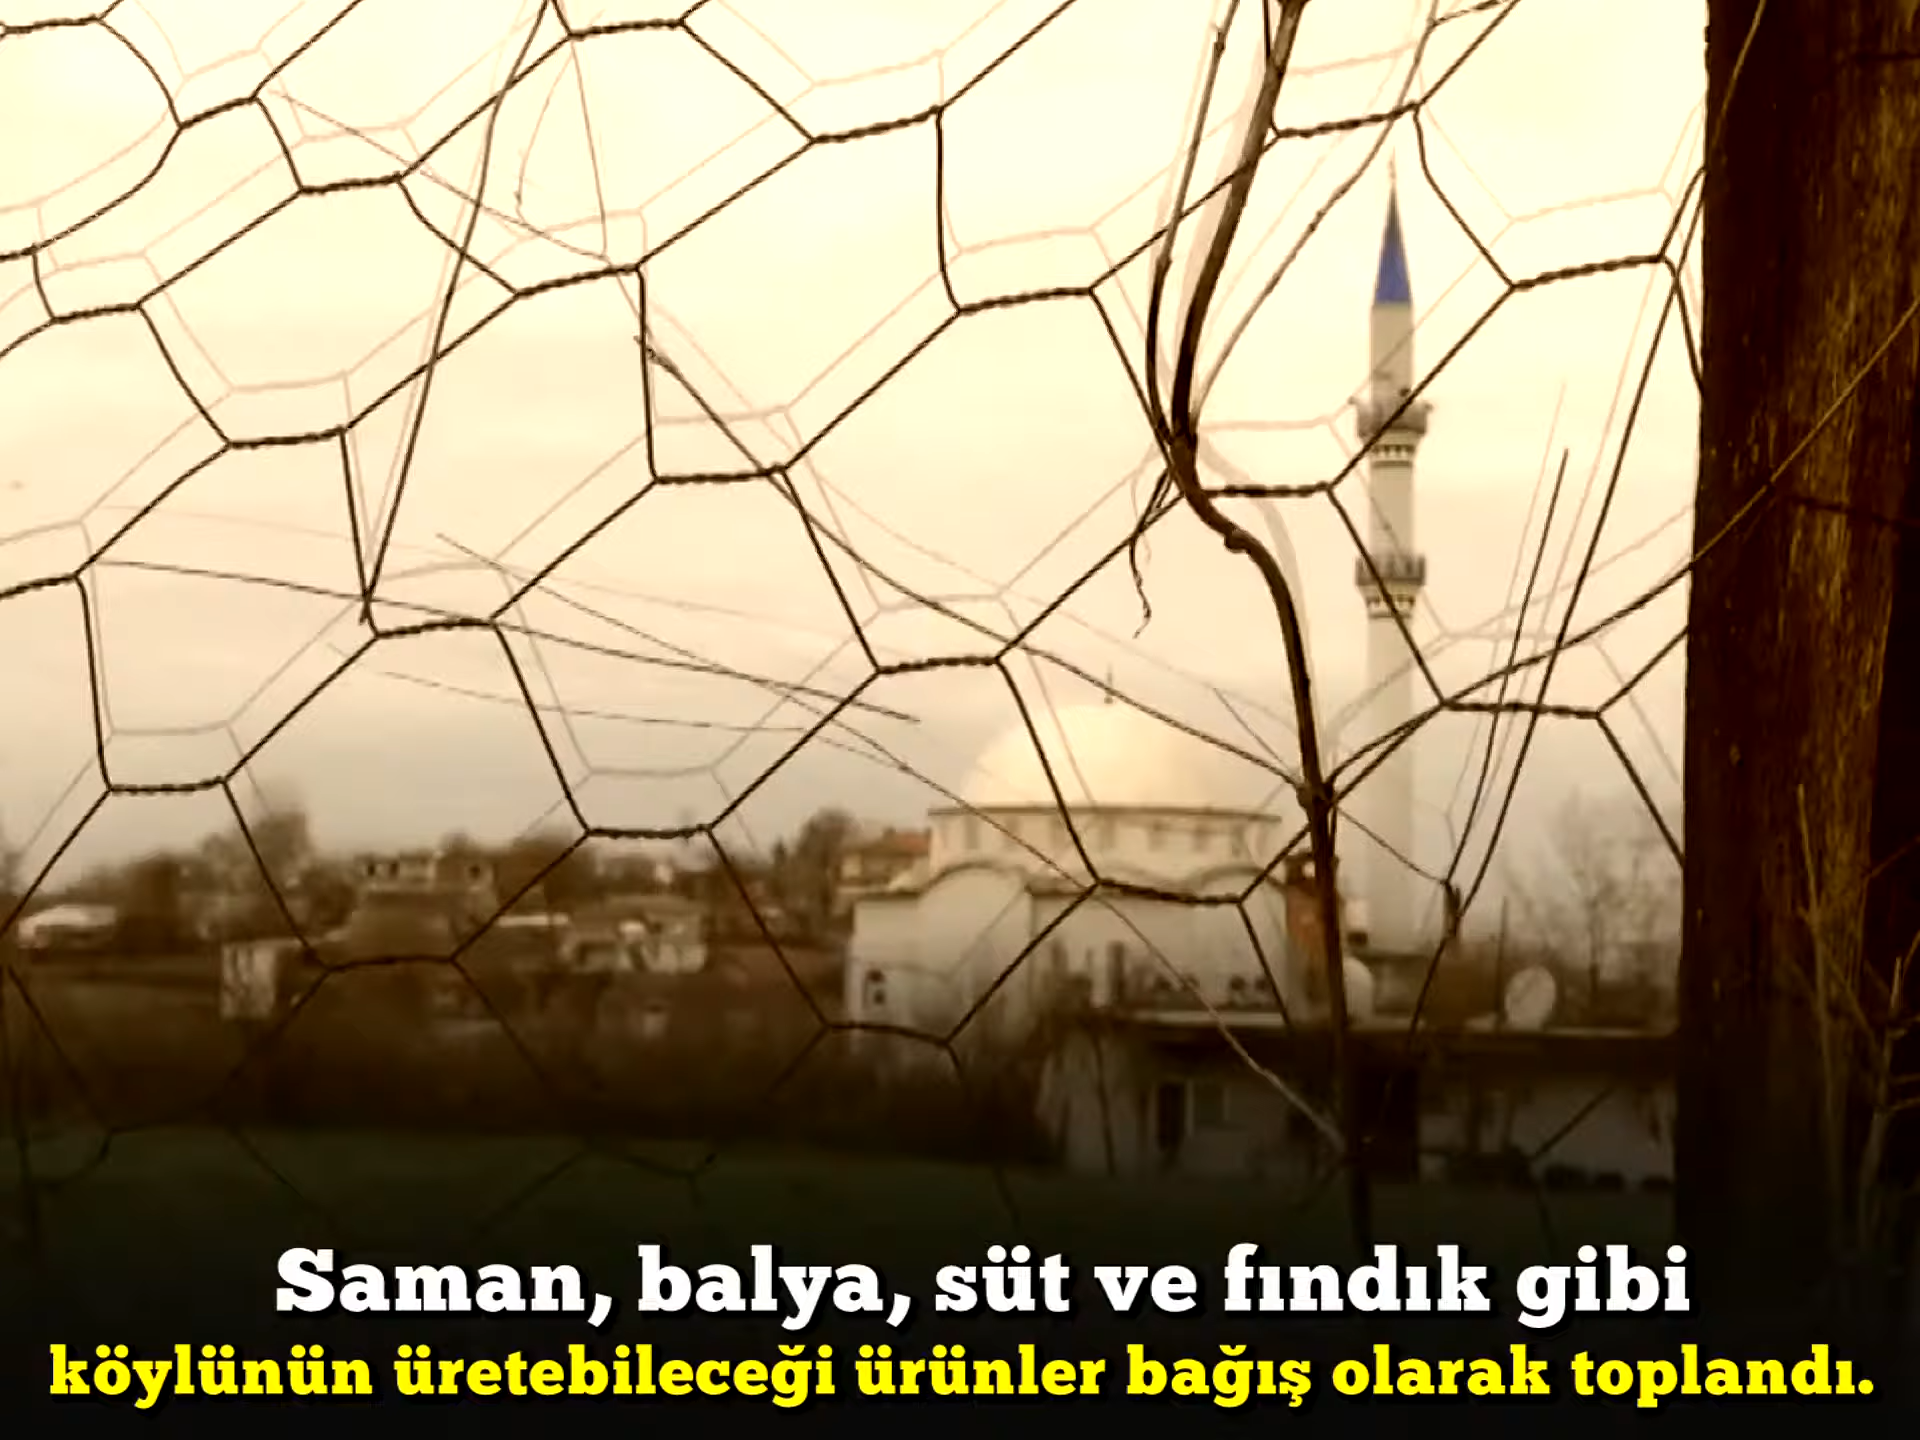 Saman, balya, süt ve fındık gibi
köylünün üretebileceği ürünler bağış olarak toplandı.